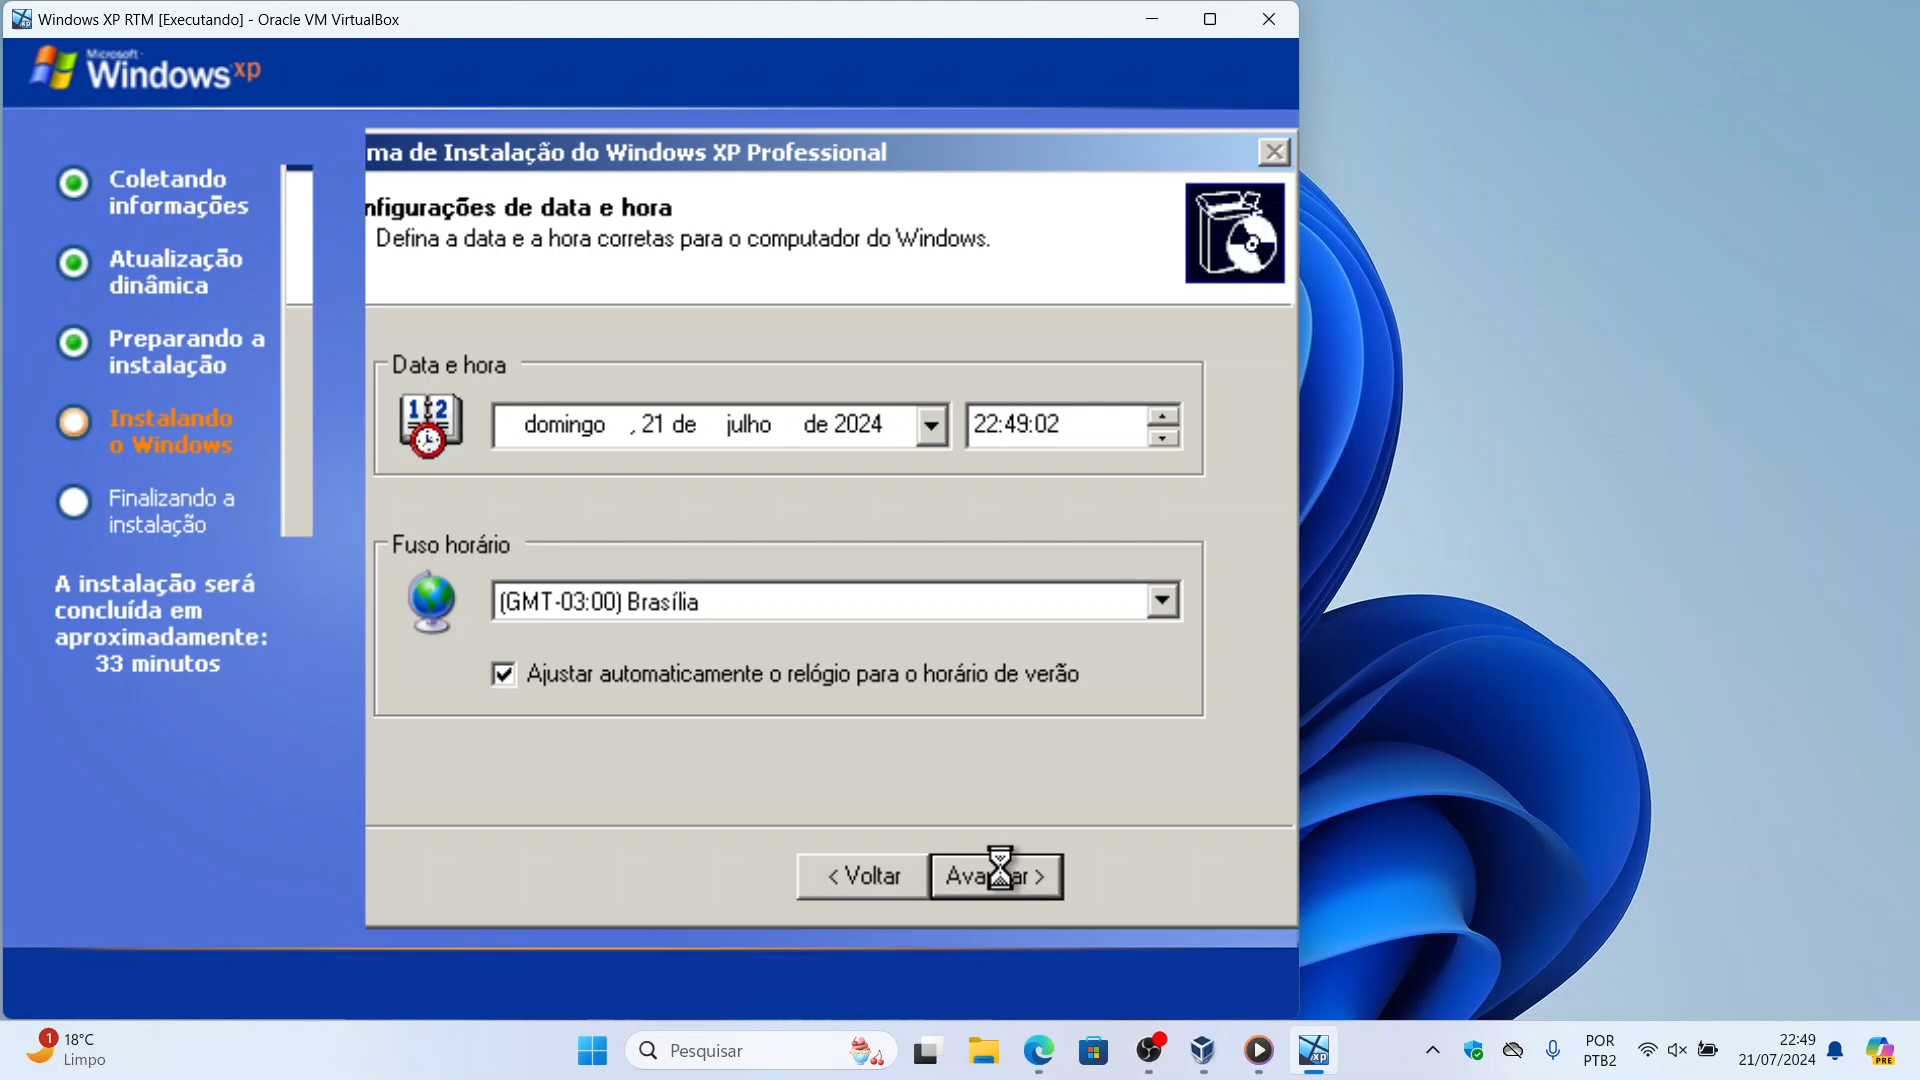 Windows XP RTM [Executando] - Oracle VM VirtualBox
Microsoft
Windows xp
Coletando
informações
Atualização
dinâmica
Preparando a
instalação
Instalando
o Windows
Finalizando a
instalação
A instalação será
concluída em
aproximadamente:
33 minutos
ma de Instalação do Windows XP Professional
nfigurações de data e hora
Defina a data e a hora corretas para o computador do Windows.
Data e hora
12
domingo , 21 de julho de 2024
22:49:02
Fuso horário
(GMT-03:00) Brasília
Ajustar automaticamente o relógio para o horário de verão
< Voltar
>
1
18°C
Limpo
Pesquisar
xp
POR
PTB2
22:49
21/07/2024
PRE